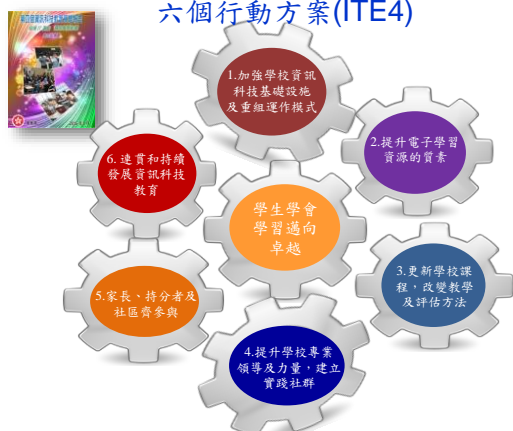 六個行動方案(ITE4)
1.加強學校資訊
科技基礎設施
及重組運作模式
2.提升電子學習
資源的質素
3.更新學校課
程，改變教學
及評估方法
4.提升學校專業
領導及力量，建立
實踐社群
5.家長、持分者及
社區齊參與
6. 連貫和持續
發展資訊科技
教育
學生學會
學習邁向
卓越